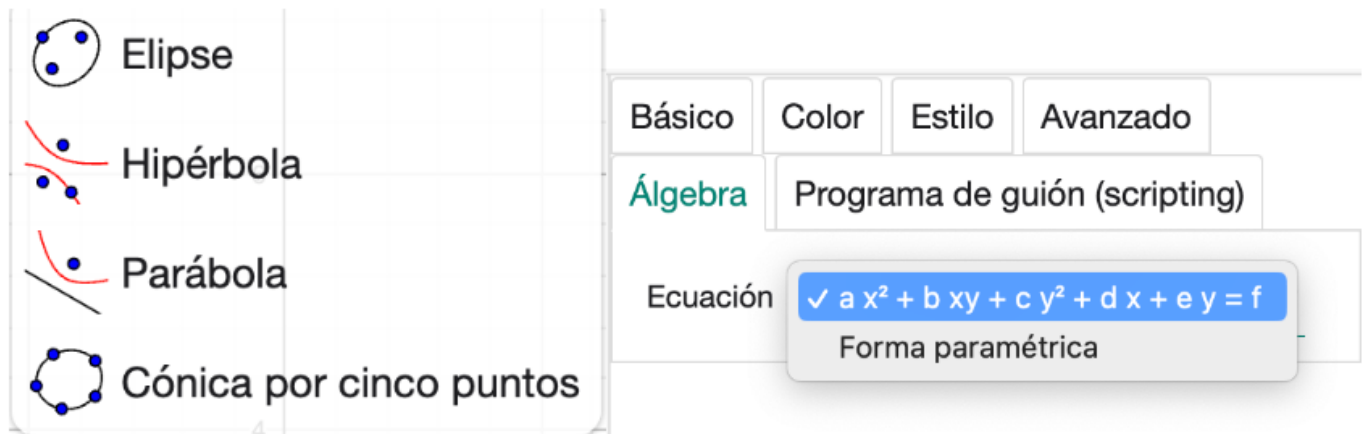 Elipse
Hipérbola
Parábola
Cónica por cinco puntos
4
Básico Color Estilo Avanzado
Álgebra Programa de guión (scripting)
Ecuación ✓ a x² + b xy + c y² + d x + e y = f
Forma paramétrica